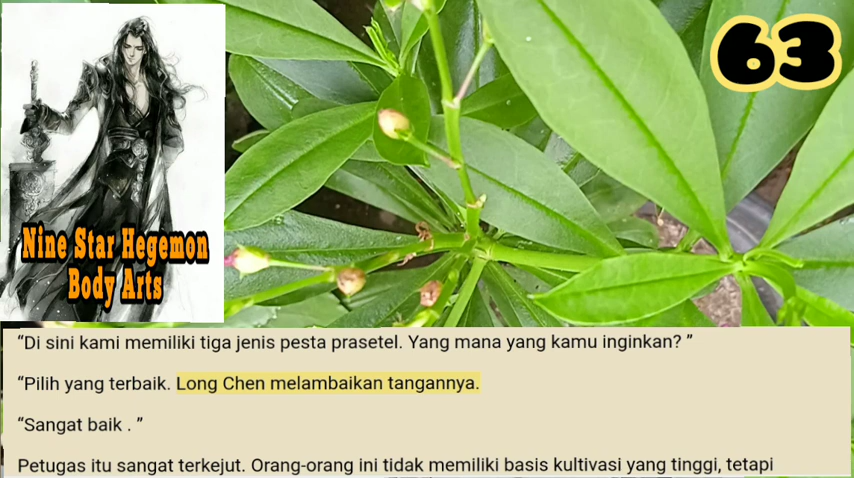 63
Nine Star Hegemon
Body Arts
“Di sini kami memiliki tiga jenis pesta prasetel. Yang mana yang kamu inginkan? ”
“Pilih yang terbaik. Long Chen melambaikan tangannya.
“Sangat baik . ”
Petugas itu sangat terkejut. Orang-orang ini tidak memiliki basis kultivasi yang tinggi, tetapi